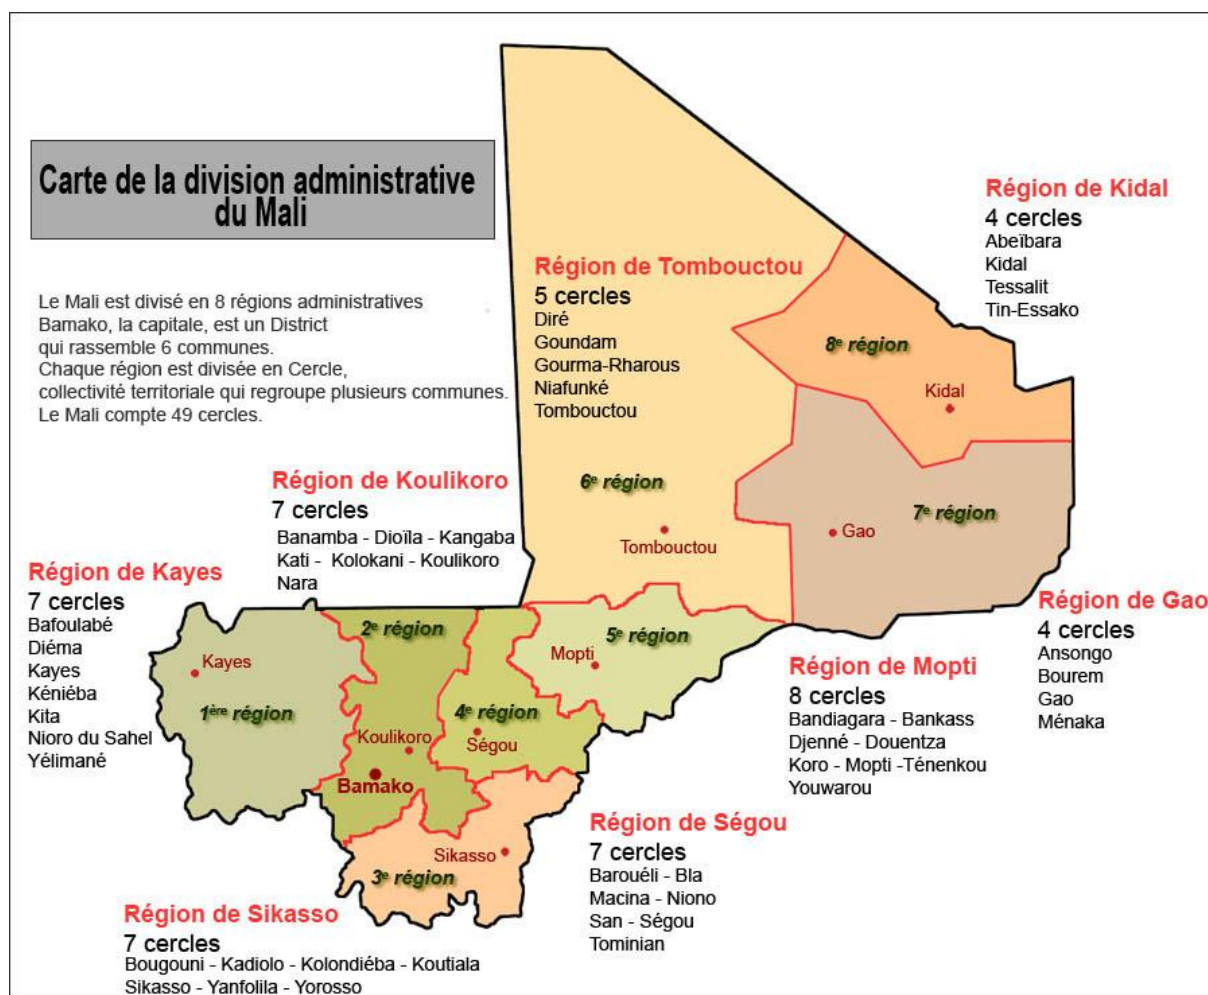 Carte de la division administrative
du Mali
Le Mali est divisé en 8 régions administratives
Bamako, la capitale, est un District
qui rassemble 6 communes.
Chaque région est divisée en Cercle,
collectivité territoriale qui regroupe plusieurs communes.
Le Mali compte 49 cercles.
Région de Kidal
4 cercles
Abeïbara
Kidal
Tessalit
Tin-Essako
Région de Tombouctou
5 cercles
Diré
Goundam
Gourma-Rharous
Niafunké
Tombouctou
8e région
Kidal
6e région
Tombouctou
7e région
Gao
Région de Koulikoro
7 cercles
Banamba - Dioïla - Kangaba
Kati - Kolokani - Koulikoro
Nara
Région de Kayes
7 cercles
Bafoulabé
Diéma
Kayes
Kéniéba
Kita
Nioro du Sahel
Yélimané
Kayes
1ère région
2e région
Koulikoro
Bamako
4e région
Ségou
5e région
Mopti
Région de Gao
4 cercles
Ansongo
Bourem
Gao
Ménaka
Région de Mopti
8 cercles
Bandiagara - Bankass
Djenné - Douentza
Koro - Mopti -Ténenkou
Youwarou
Sikasso
3e région
Région de Ségou
7 cercles
Barouéli - Bla
Macina - Niono
San - Ségou
Tominian
Région de Sikasso
7 cercles
Bougouni - Kadiolo - Kolondiéba - Koutiala
Sikasso - Yanfolila - Yorosso